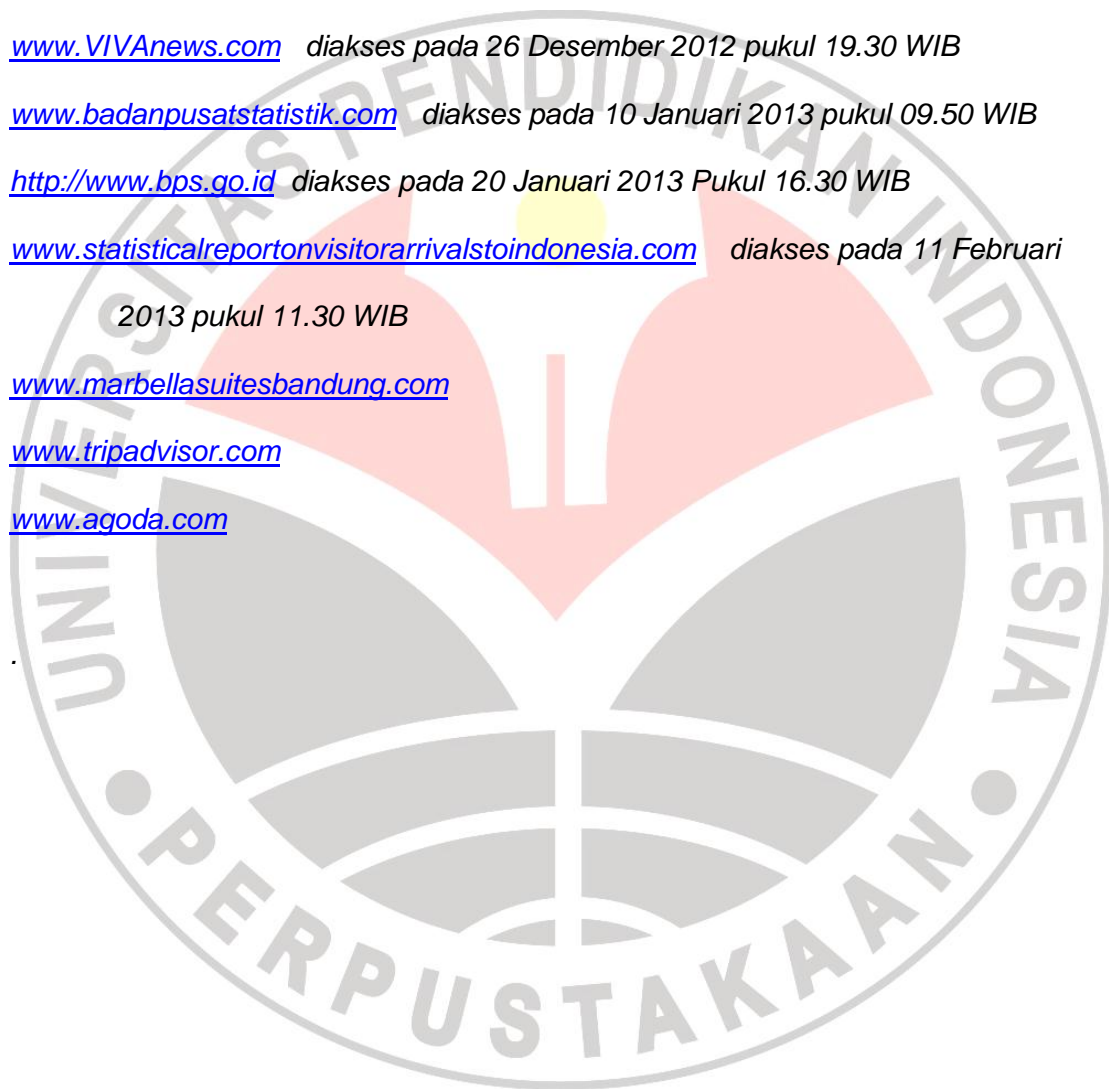 www.VIVAnews.com diakses pada 26 Desember 2012 pukul 19.30 WIB
www.badanpusatstatistik.com diakses pada 10 Januari 2013 pukul 09.50 WIB
http://www.bps.go.id diakses pada 20 Januari 2013 Pukul 16.30 WIB
www.statisticalreportonvisitorarrivalstoindonesia.com diakses pada 11 Februari
2013 pukul 11.30 WIB
www.marbellasuitesbandung.com
www.tripadvisor.com
www.agoda.com
.
UNIVERSITAS PENDIDIKAN INDONESIA
PERPUSTAKAAN